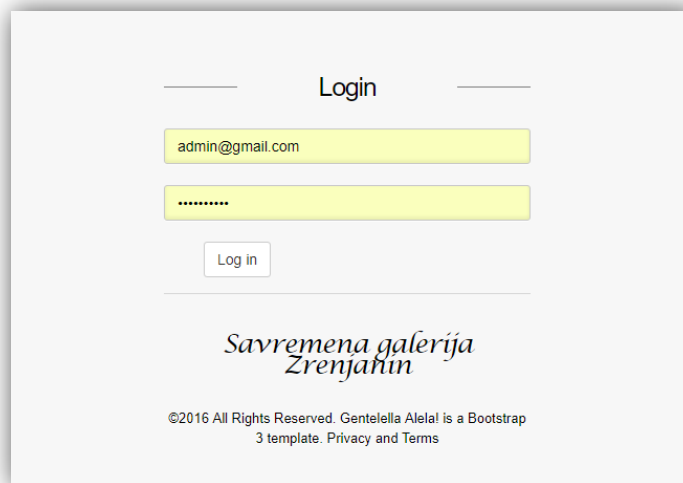 Login
admin@gmail.com
••••••••••
Log in
Savremena galerija
Zrenjanin
©2016 All Rights Reserved. Gentelella Alela! is a Bootstrap
3 template. Privacy and Terms